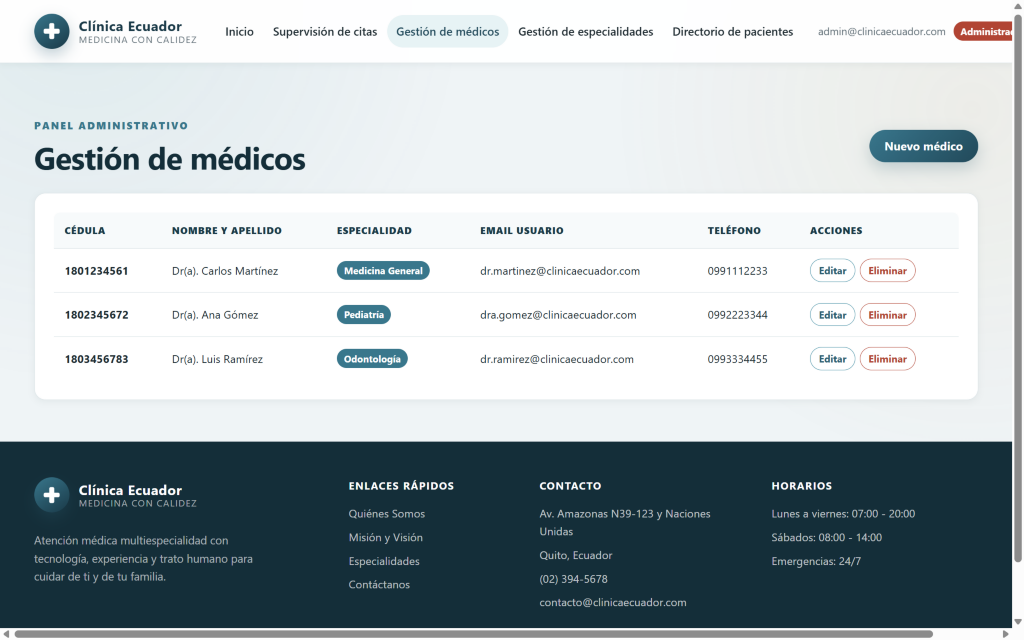 Clínica Ecuador
MEDICINA CON CALIDEZ
Inicio
Supervisión de citas
Gestión de médicos
Gestión de especialidades
Directorio de pacientes
admin@clinicaecuador.com
PANEL ADMINISTRATIVO
Gestión de médicos
Nuevo médico
CÉDULA NOMBRE Y APELLIDO ESPECIALIDAD EMAIL USUARIO TELÉFONO ACCIONES
1801234561 Dr(a). Carlos Martínez Medicina General dr.martinez@clinicaecuador.com 0991112233 Editar Eliminar
1802345672 Dr(a). Ana Gómez Pediatría dra.gomez@clinicaecuador.com 0992223344 Editar Eliminar
1803456783 Dr(a). Luis Ramírez Odontología dr.ramirez@clinicaecuador.com 0993334455 Editar Eliminar
Clínica Ecuador
MEDICINA CON CALIDEZ
Atención médica multiespecialidad con
tecnología, experiencia y trato humano para
cuidar de ti y de tu familia.
ENLACES RÁPIDOS
Quiénes Somos
Misión y Visión
Especialidades
Contáctanos
CONTACTO
Av. Amazonas N39-123 y Naciones
Unidas
Quito, Ecuador
(02) 394-5678
contacto@clinicaecuador.com
HORARIOS
Lunes a viernes: 07:00 - 20:00
Sábados: 08:00 - 14:00
Emergencias: 24/7